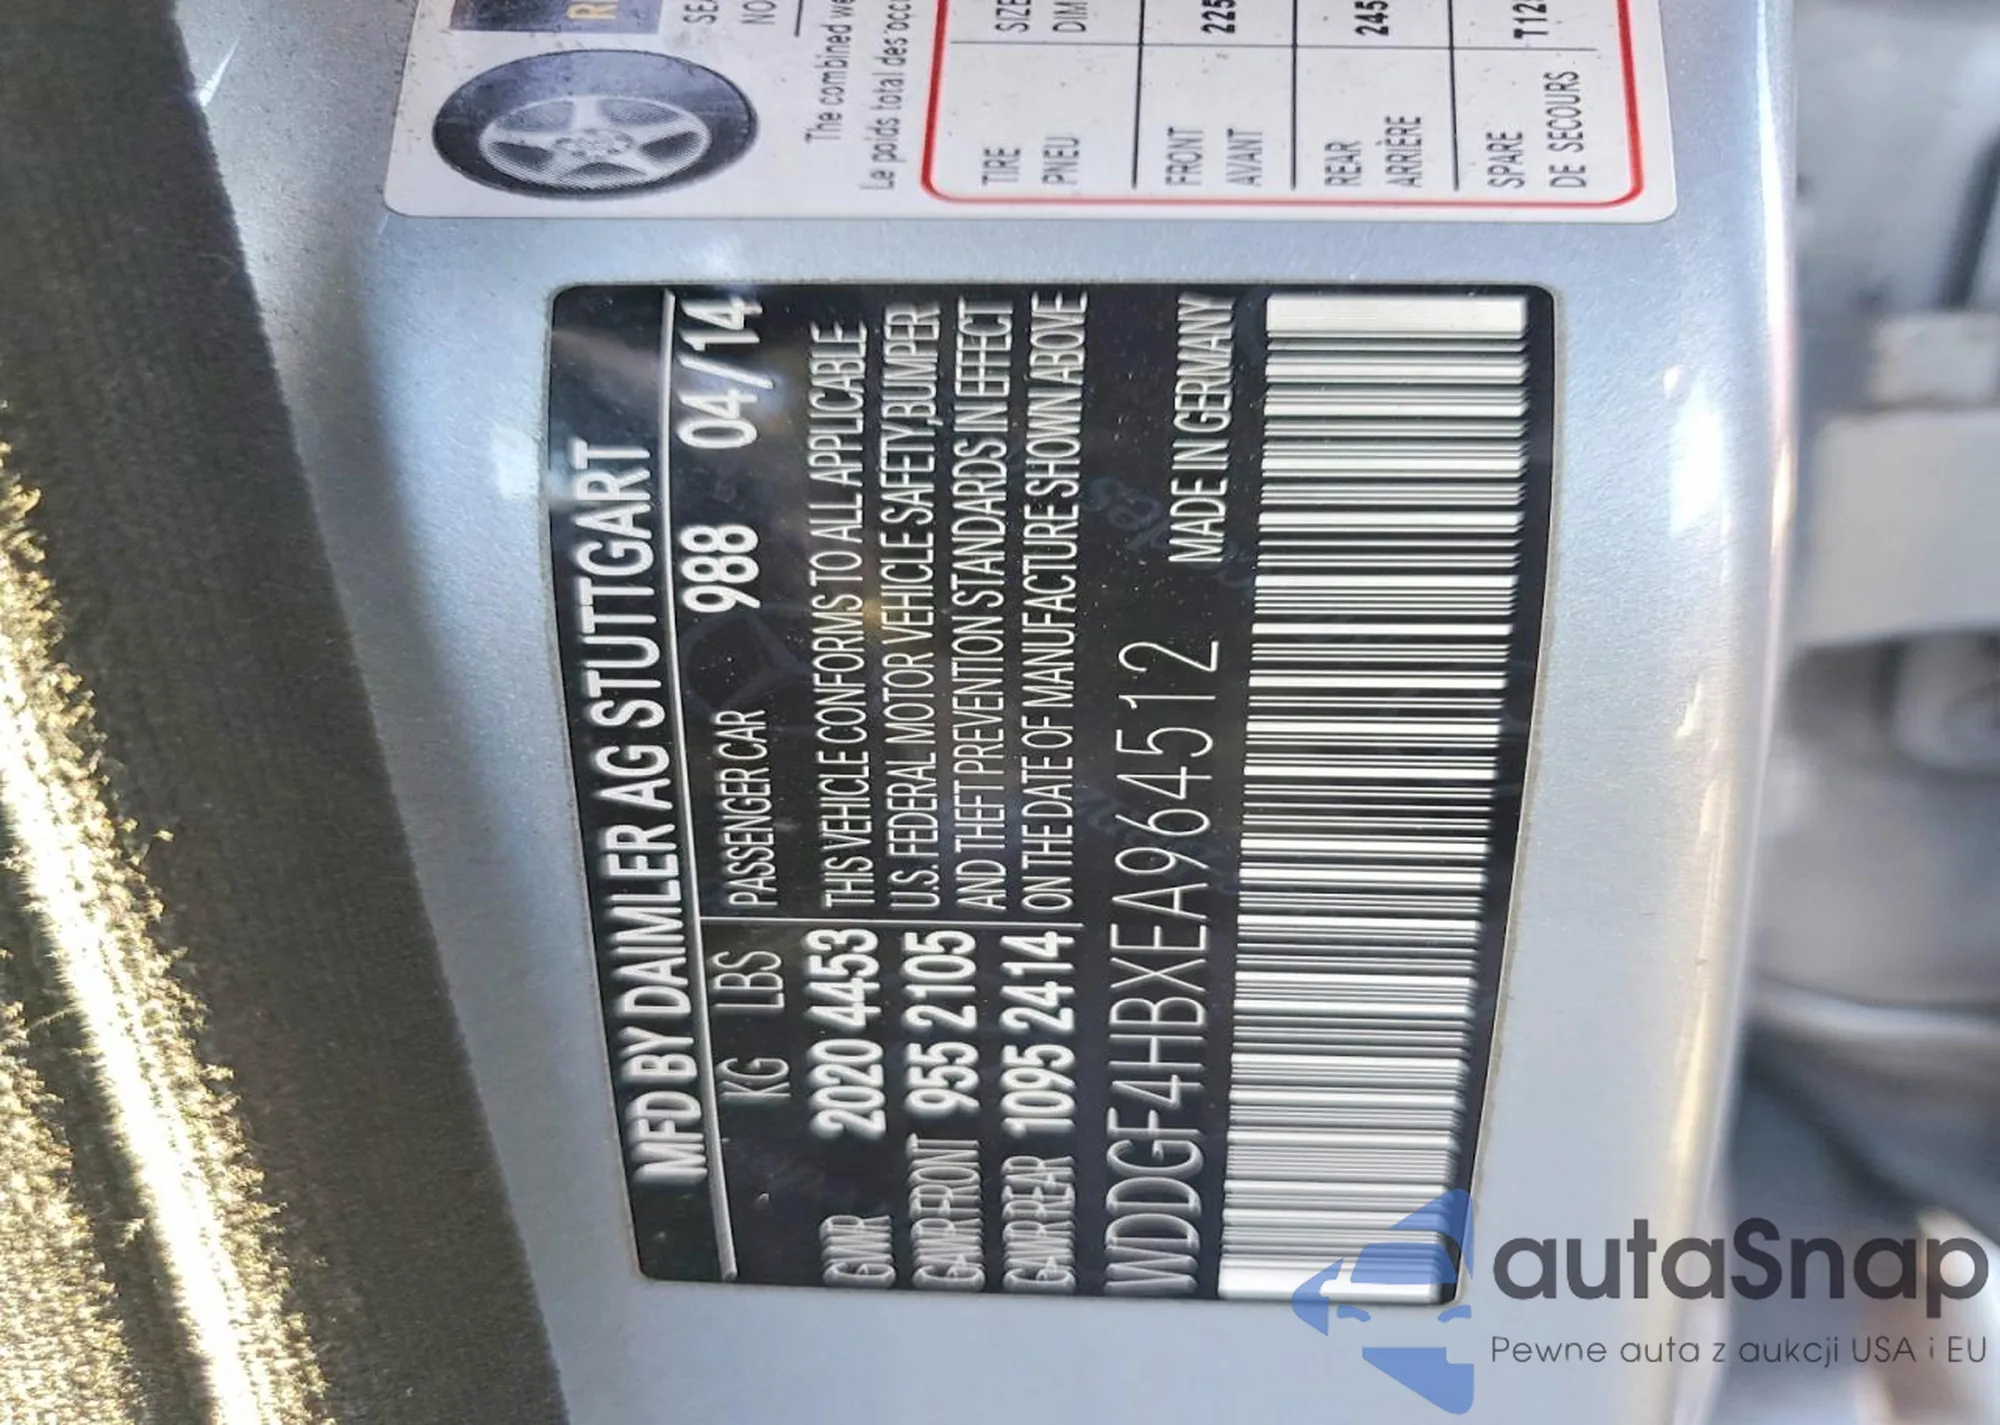 The combined we
Le poids total des occu
TIRE SIZE
PNEU DIM
FRONT 225
AVANT
REAR 245
ARRIÈRE
SPARE T125
DE SECOURS
MFD BY DAIMLER AG STUTTGART
KG LBS PASSENGER CAR 988 04/14
GVWR 2020 4453 THIS VEHICLE CONFORMS TO ALL APPLICABLE
U.S. FEDERAL MOTOR VEHICLE SAFETY,BUMPER
GAWR FRONT 955 2105 AND THEFT PREVENTION STANDARDS IN EFFECT
GAWR REAR 1095 2414 ON THE DATE OF MANUFACTURE SHOWN ABOVE
MADE IN GERMANY
WDDGF4HBXEA964512
autaSnap
Pewne auta z aukcji USA i EU